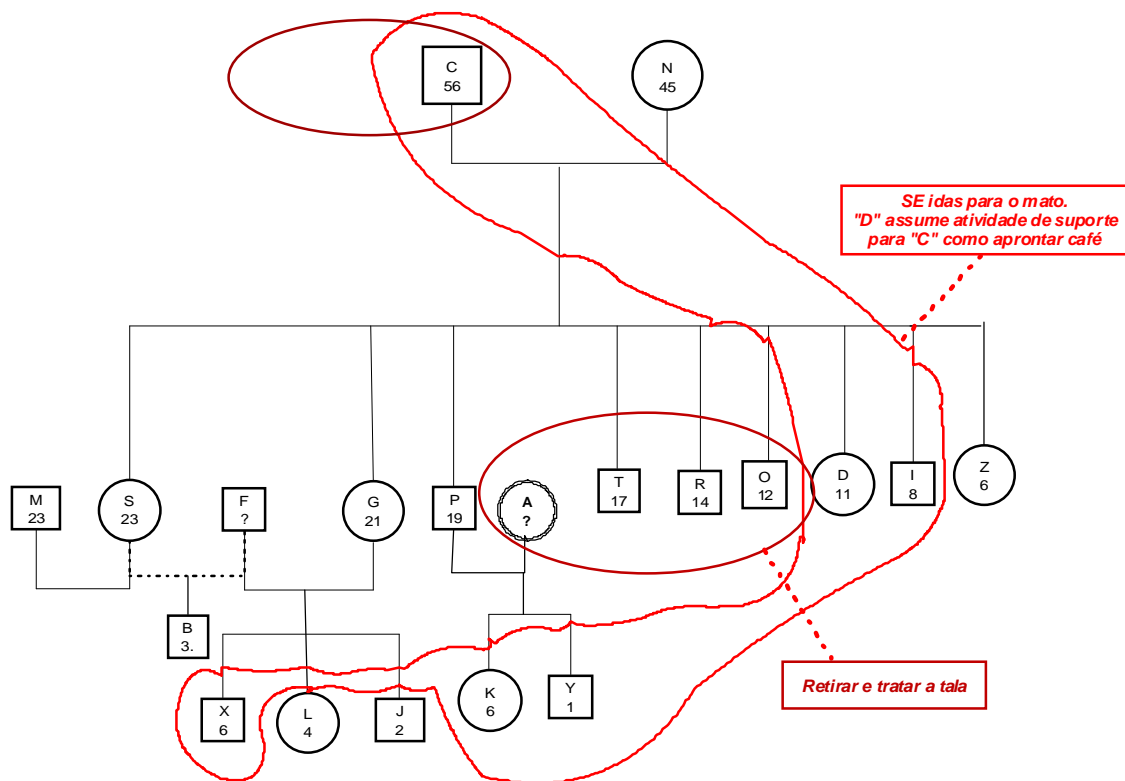 C
56
N
45
SE idas para o mato.
"D" assume atividade de suporte
para "C" como aprontar café
M
23
S
23
F
?
G
21
P
19
A
?
T
17
R
14
O
12
D
11
I
8
Z
6
B
3.
X
6
L
4
J
2
K
6
Y
1
Retirar e tratar a tala